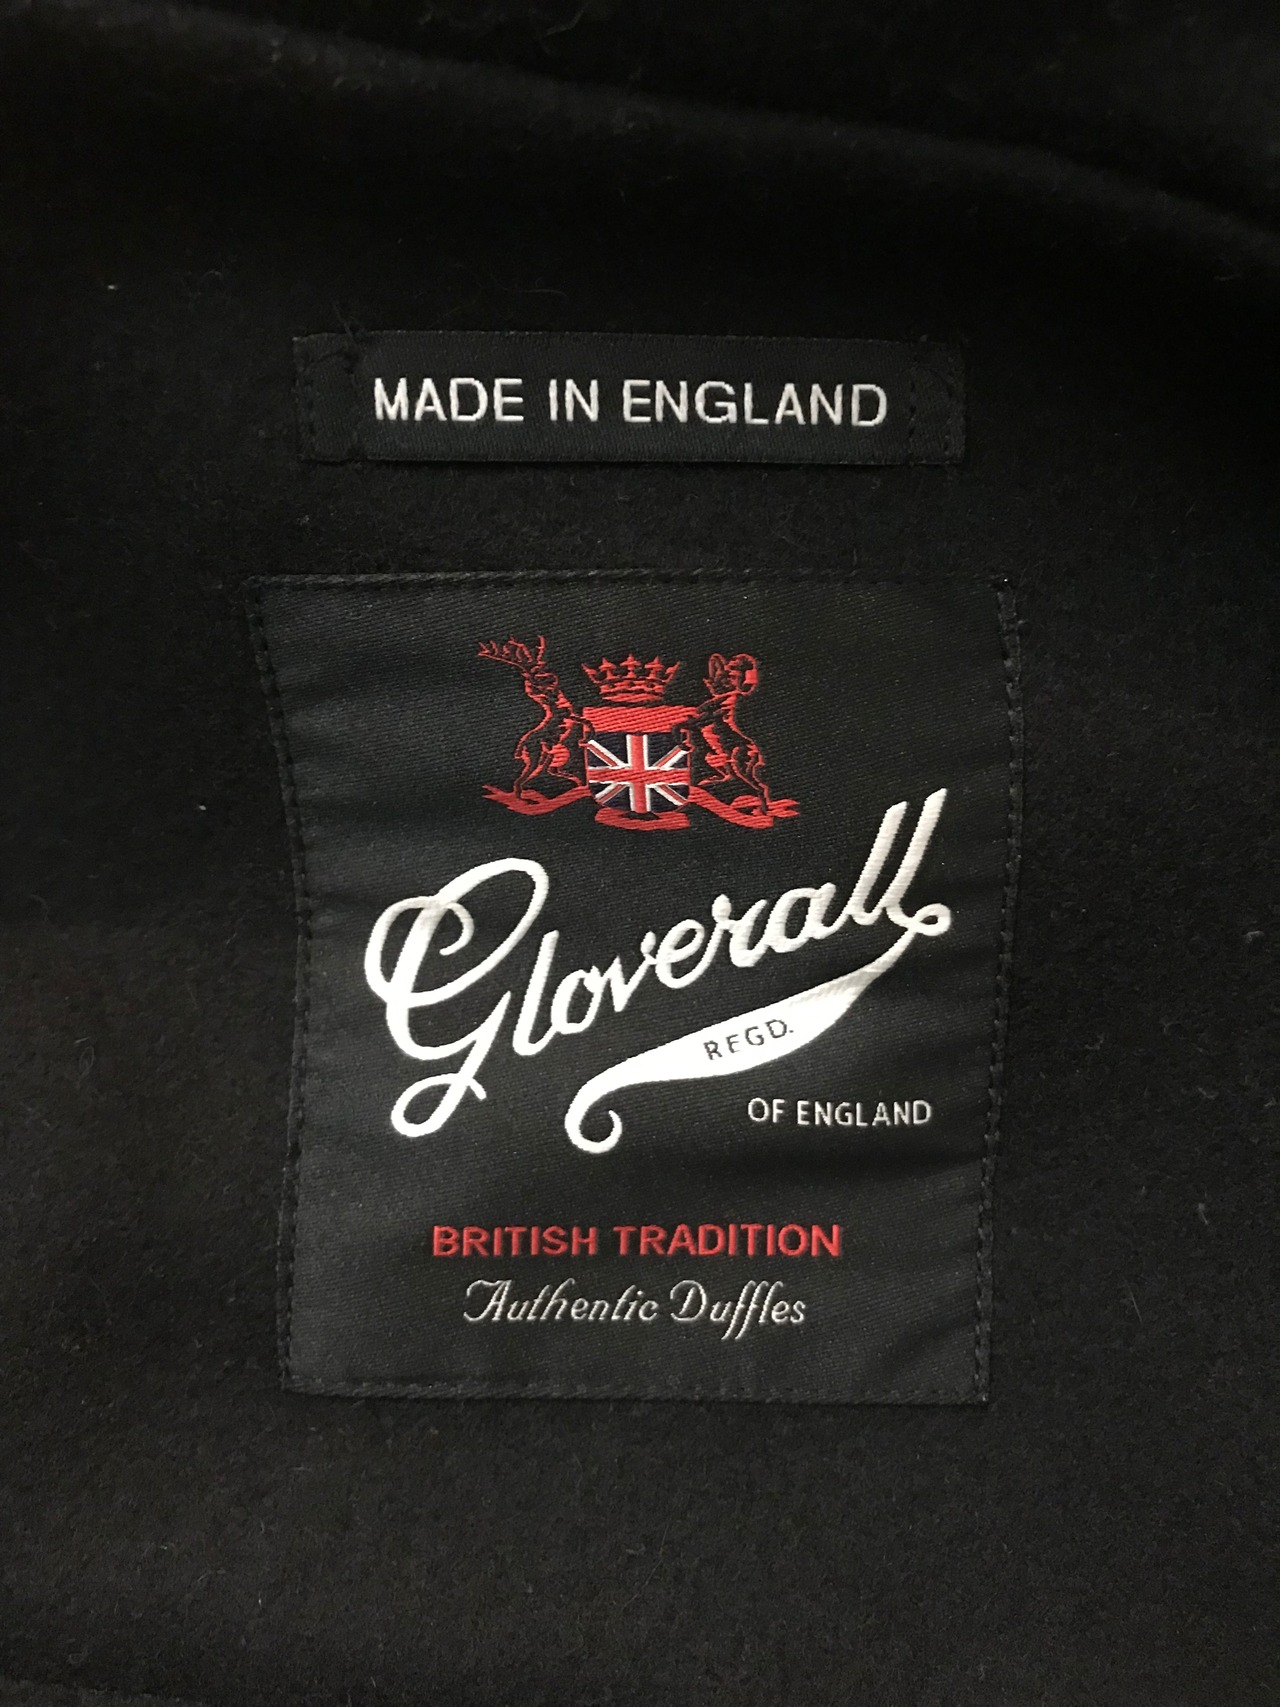 MADE IN ENGLAND
Gloverall
REGD.
OF ENGLAND
BRITISH TRADITION
Authentic Duffles